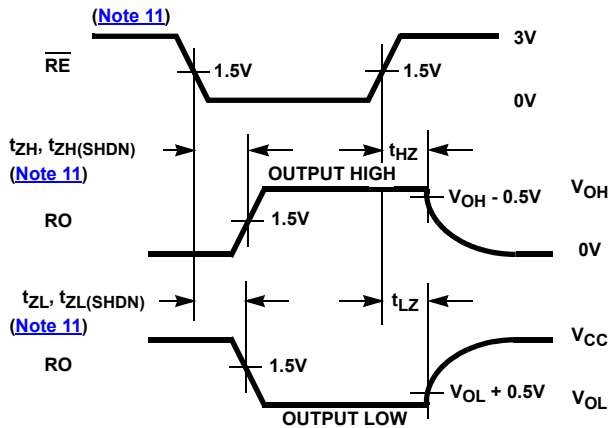 (Note 11)
RE
3V
1.5V
1.5V
0V
tZH, tZH(SHDN)
(Note 11)
tHZ
OUTPUT HIGH
VOH - 0.5V
VOH
RO
1.5V
0V
tZL, tZL(SHDN)
(Note 11)
tLZ
VCC
RO
1.5V
VOL + 0.5V
VOL
OUTPUT LOW